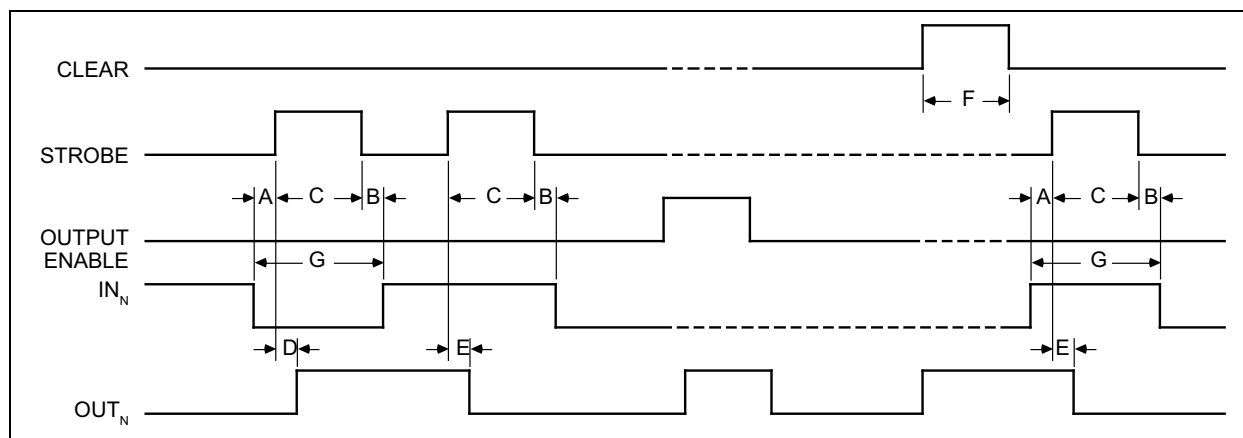 CLEAR
F
STROBE
A C B C B A C B
OUTPUT
ENABLE
G G
IN_N
D E E
OUT_N